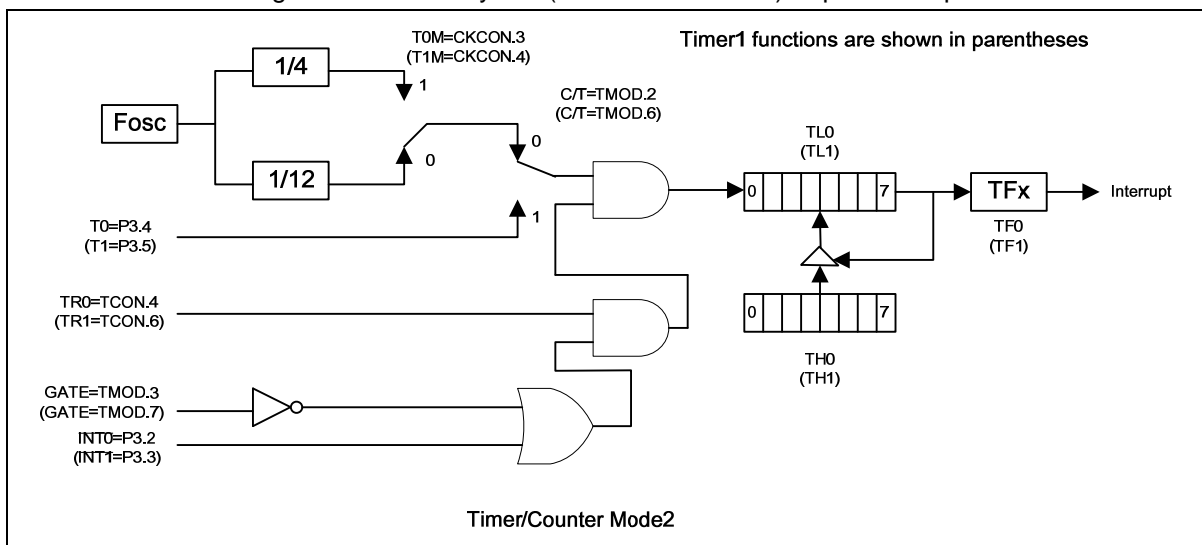 T0M=CKCON.3
(T1M=CKCON.4)
Timer1 functions are shown in parentheses
1/4
1
C/T=TMOD.2
(C/T=TMOD.6)
Fosc
0
0
TL0
(TL1)
1/12
0
7
TFx
Interrupt
T0=P3.4
(T1=P3.5)
1
TF0
(TF1)
TR0=TCON.4
(TR1=TCON.6)
0
7
TH0
(TH1)
GATE=TMOD.3
(GATE=TMOD.7)
INT0=P3.2
(INT1=P3.3)
Timer/Counter Mode2